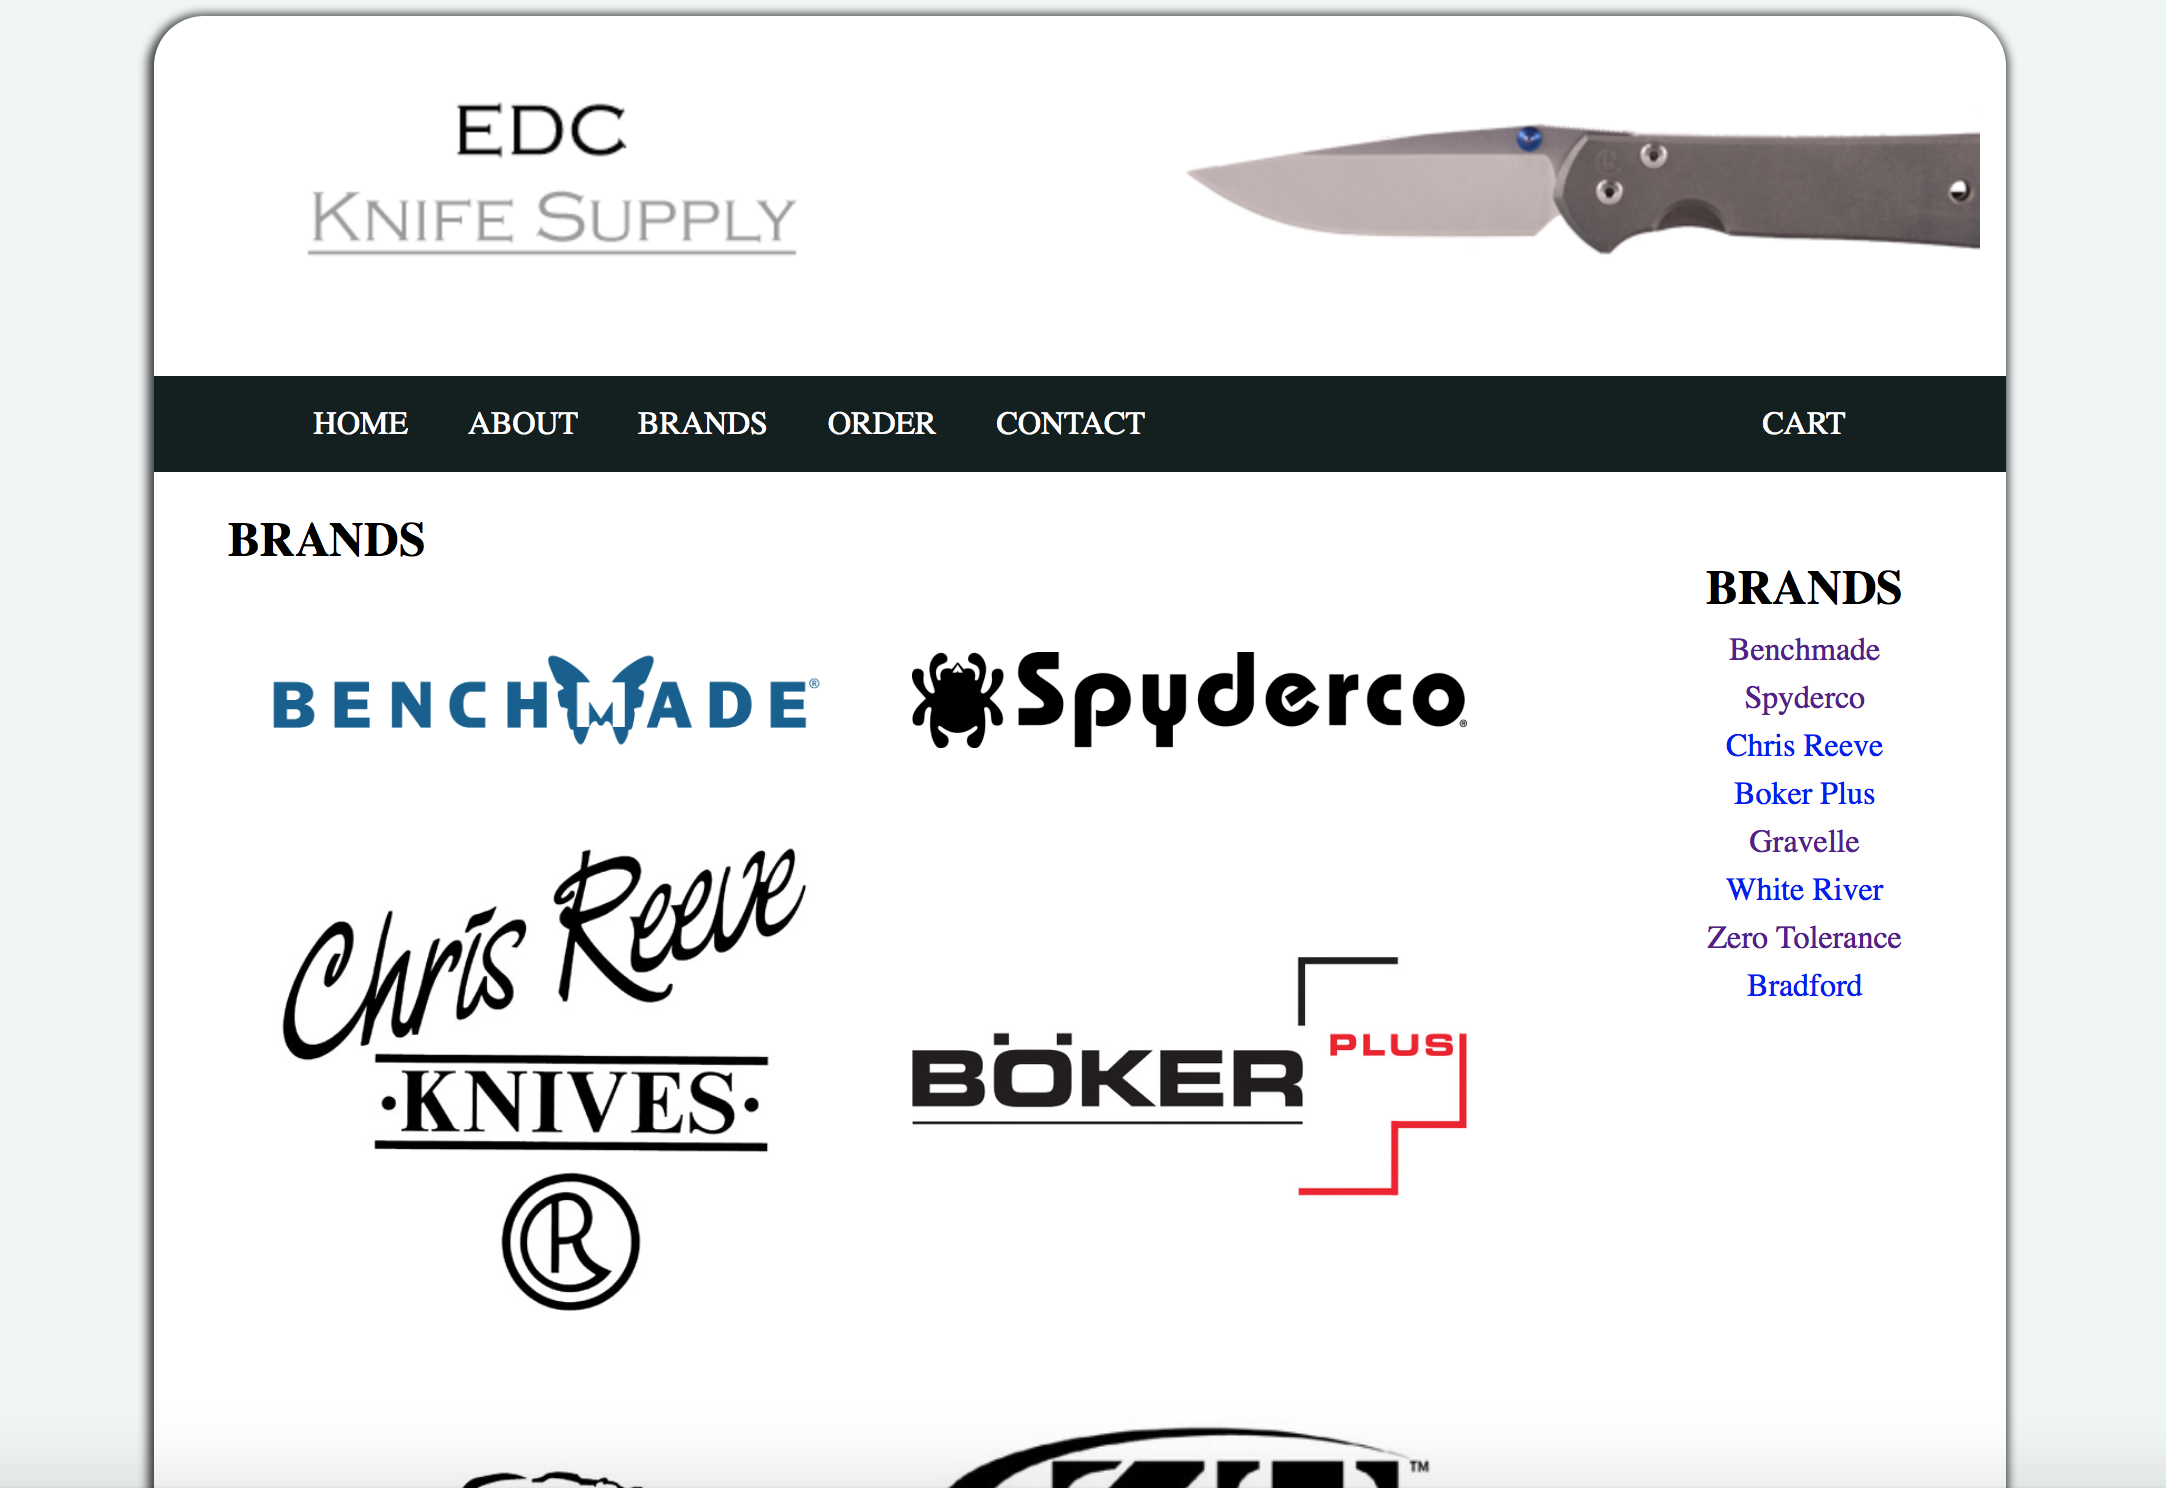 EDC
KNIFE SUPPLY
HOME ABOUT BRANDS ORDER CONTACT CART
BRANDS
BENCHMADE®
Spyderco®
Chris Reeve
·KNIVES·
R
BÖKER PLUS
TM
BRANDS
Benchmade
Spyderco
Chris Reeve
Boker Plus
Gravelle
White River
Zero Tolerance
Bradford